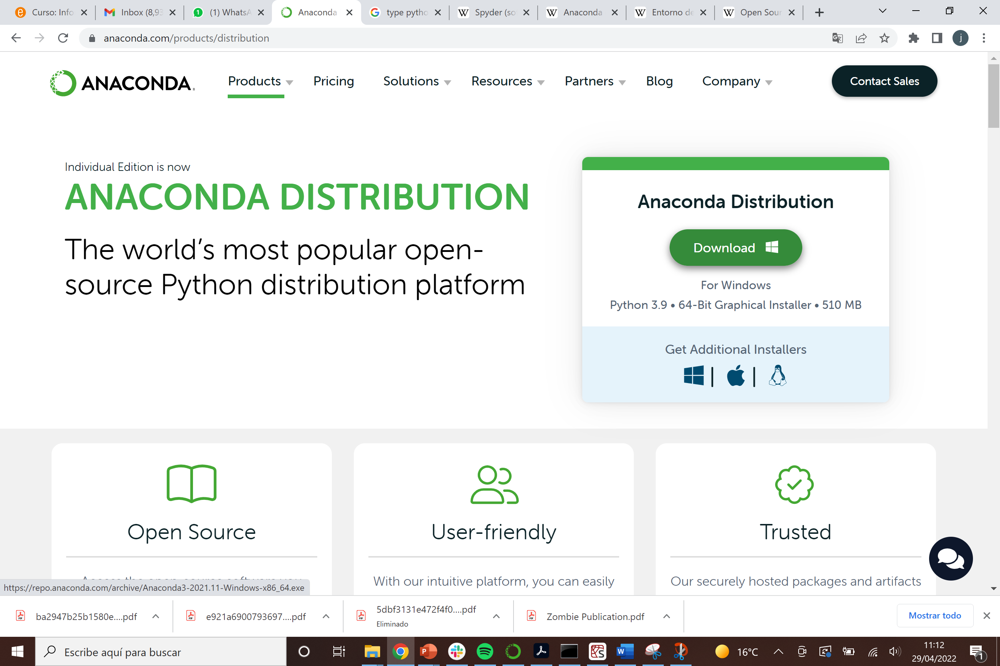 Curso: Info
Inbox (8,93
(1) WhatsA
Anaconda
type pytho
Spyder (so
Anaconda
Entorno de
Open Sour
anaconda.com/products/distribution
j
ANACONDA.
Products
Pricing
Solutions
Resources
Partners
Blog
Company
Contact Sales
Individual Edition is now
ANACONDA DISTRIBUTION
The world's most popular open-
source Python distribution platform
Anaconda Distribution
Download
For Windows
Python 3.9 • 64-Bit Graphical Installer • 510 MB
Get Additional Installers
Open Source
User-friendly
Trusted
With our intuitive platform, you can easily
Our securely hosted packages and artifacts
https://repo.anaconda.com/archive/Anaconda3-2021.11-Windows-x86_64.exe
ba2947b25b1580e....pdf
e921a6900793697....pdf
5dbf3131e472f4f0....pdf
Eliminado
Zombie Publication.pdf
Mostrar todo
Escribe aquí para buscar
16°C
11:12
29/04/2022
1